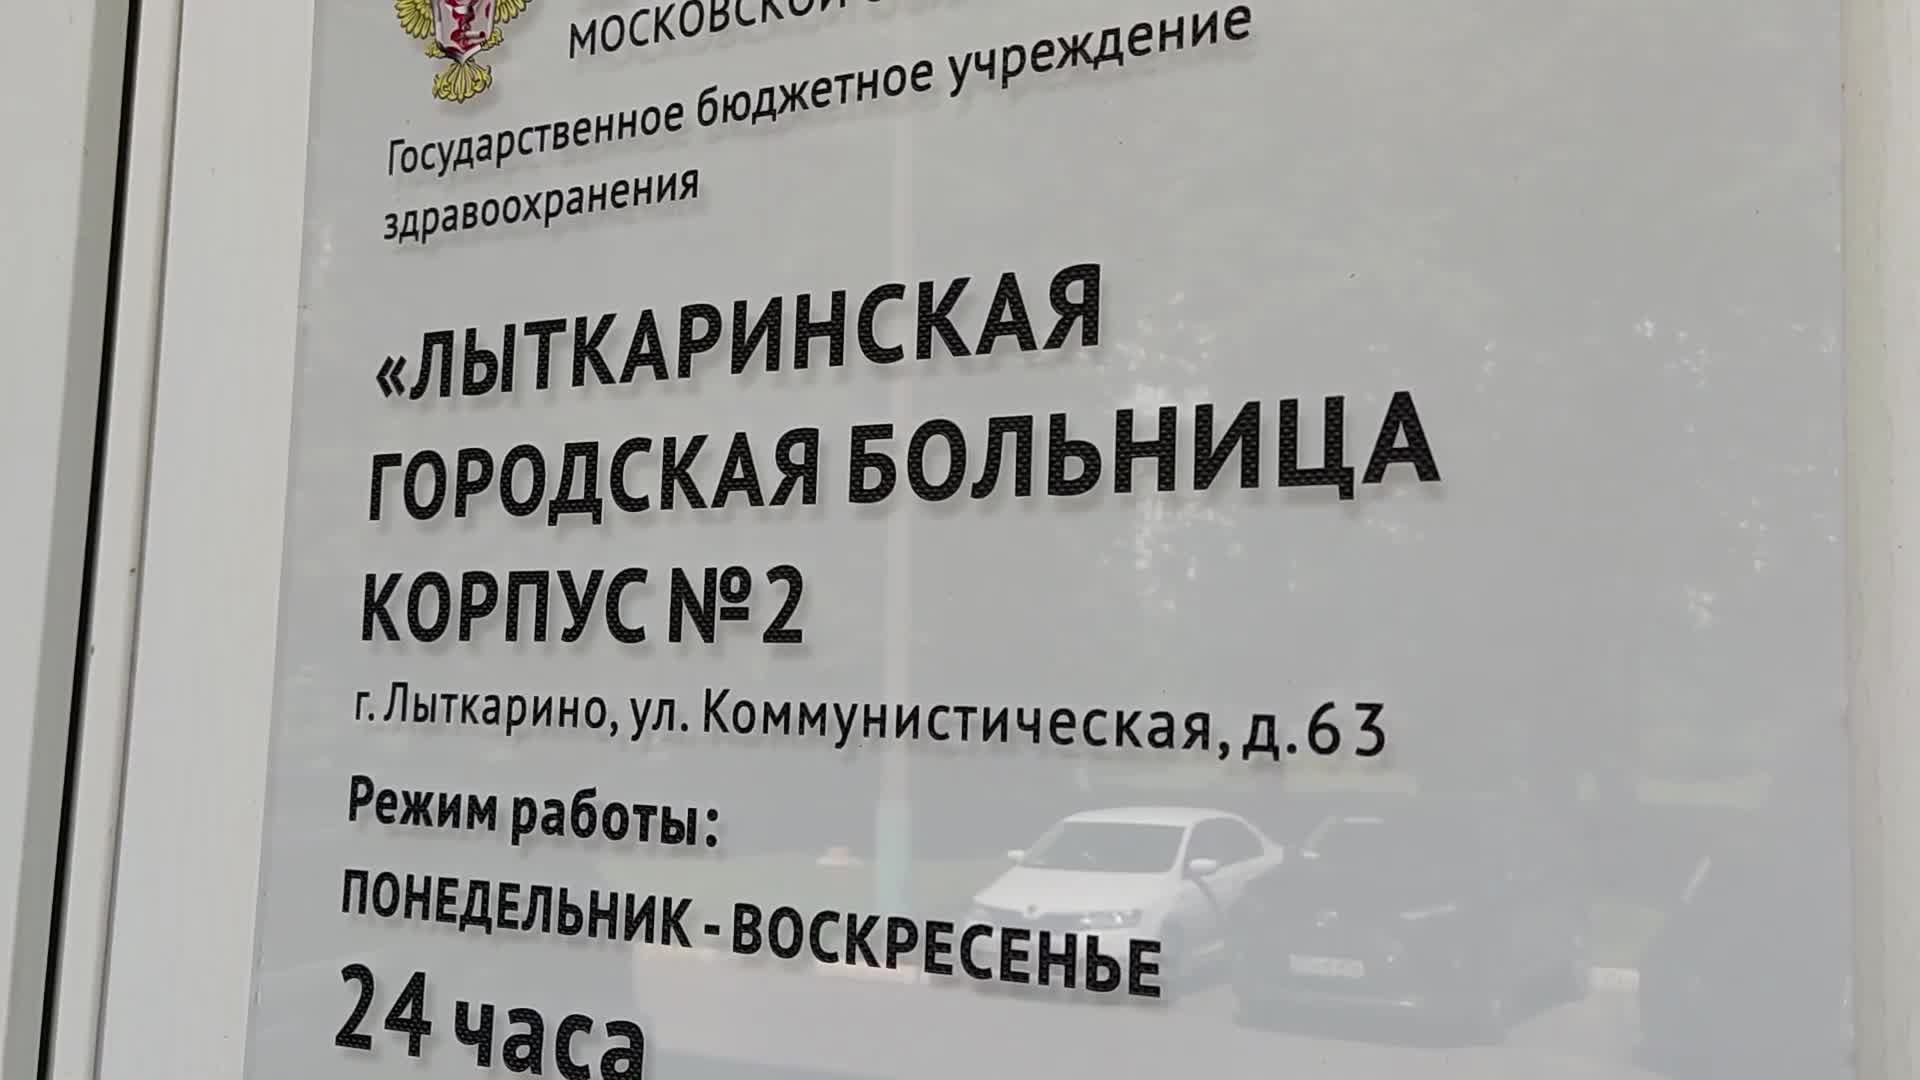 МОСКОВСКОЙ
Государственное бюджетное учреждение
здравоохранения
«ЛЫТКАРИНСКАЯ
ГОРОДСКАЯ БОЛЬНИЦА
КОРПУС №2
г. Лыткарино, ул. Коммунистическая, д.63
Режим работы:
ПОНЕДЕЛЬНИК - ВОСКРЕСЕНЬЕ
24 часа